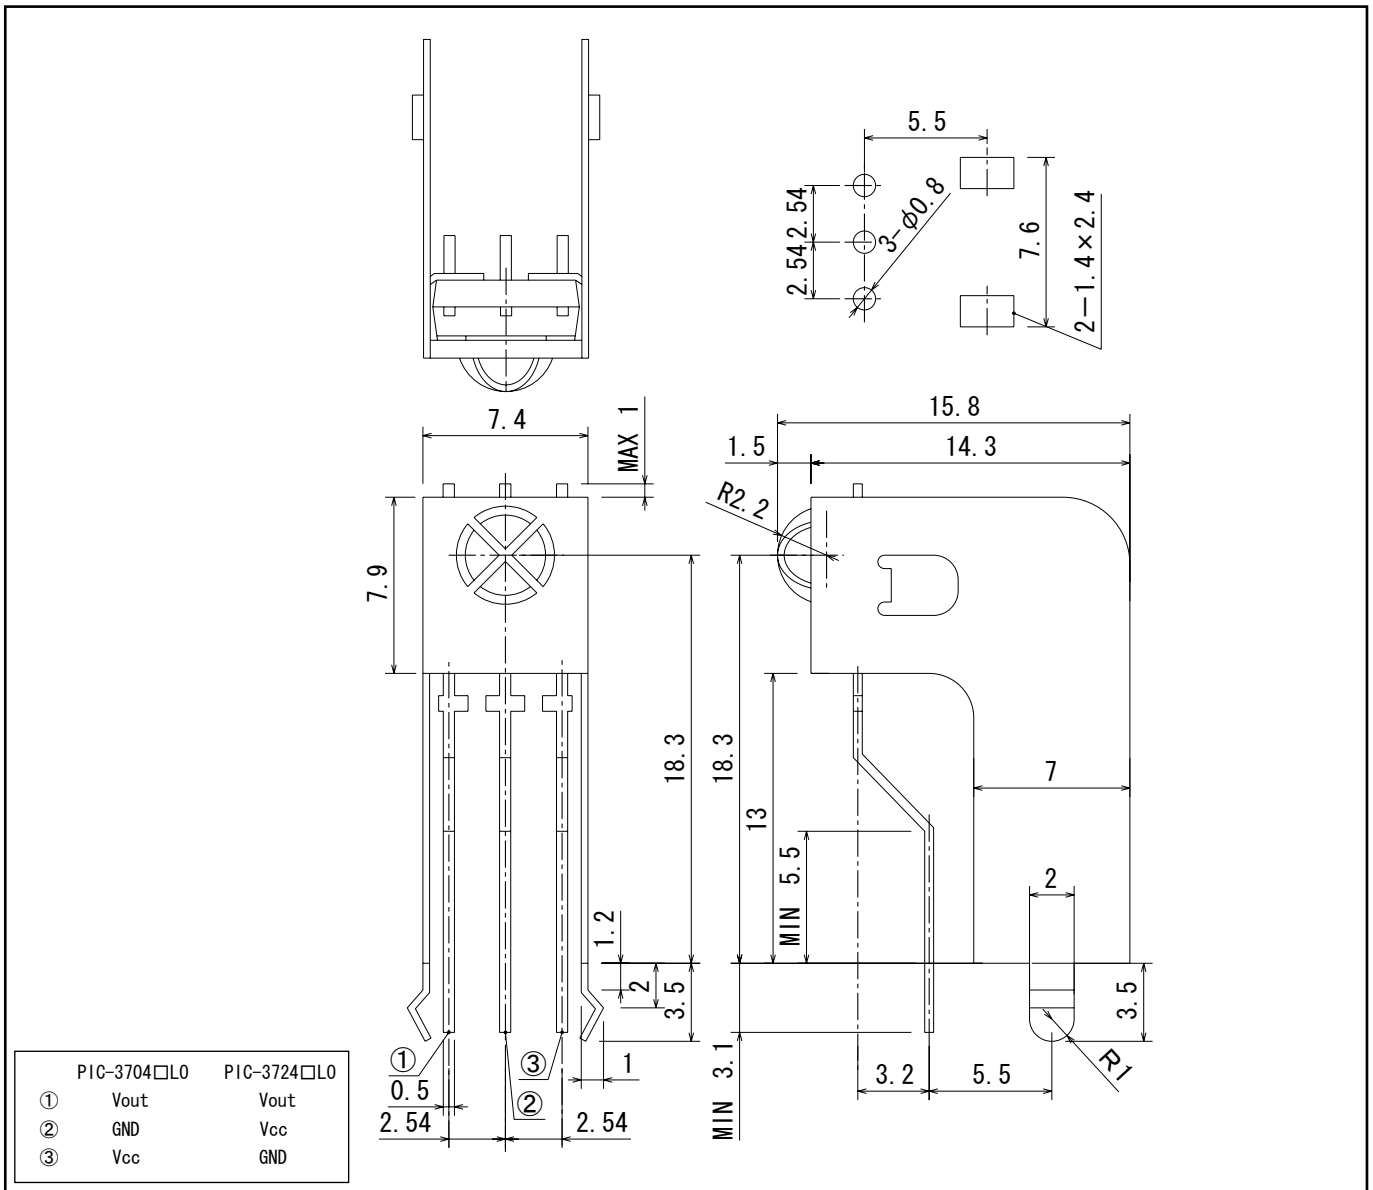 5.5
2.54
2.54
3-φ0.8
7.6
2-1.4×2.4
7.4
MAX 1
7.9
18.3
1.2
2
3.5
①
②
③
0.5
1
2.54
2.54
15.8
1.5
14.3
R2.2
18.3
13
MIN 5.5
7
2
3.5
MIN 3.1
3.2
5.5
R1
PIC-3704□LO PIC-3724□LO
① Vout Vout
② GND Vcc
③ Vcc GND